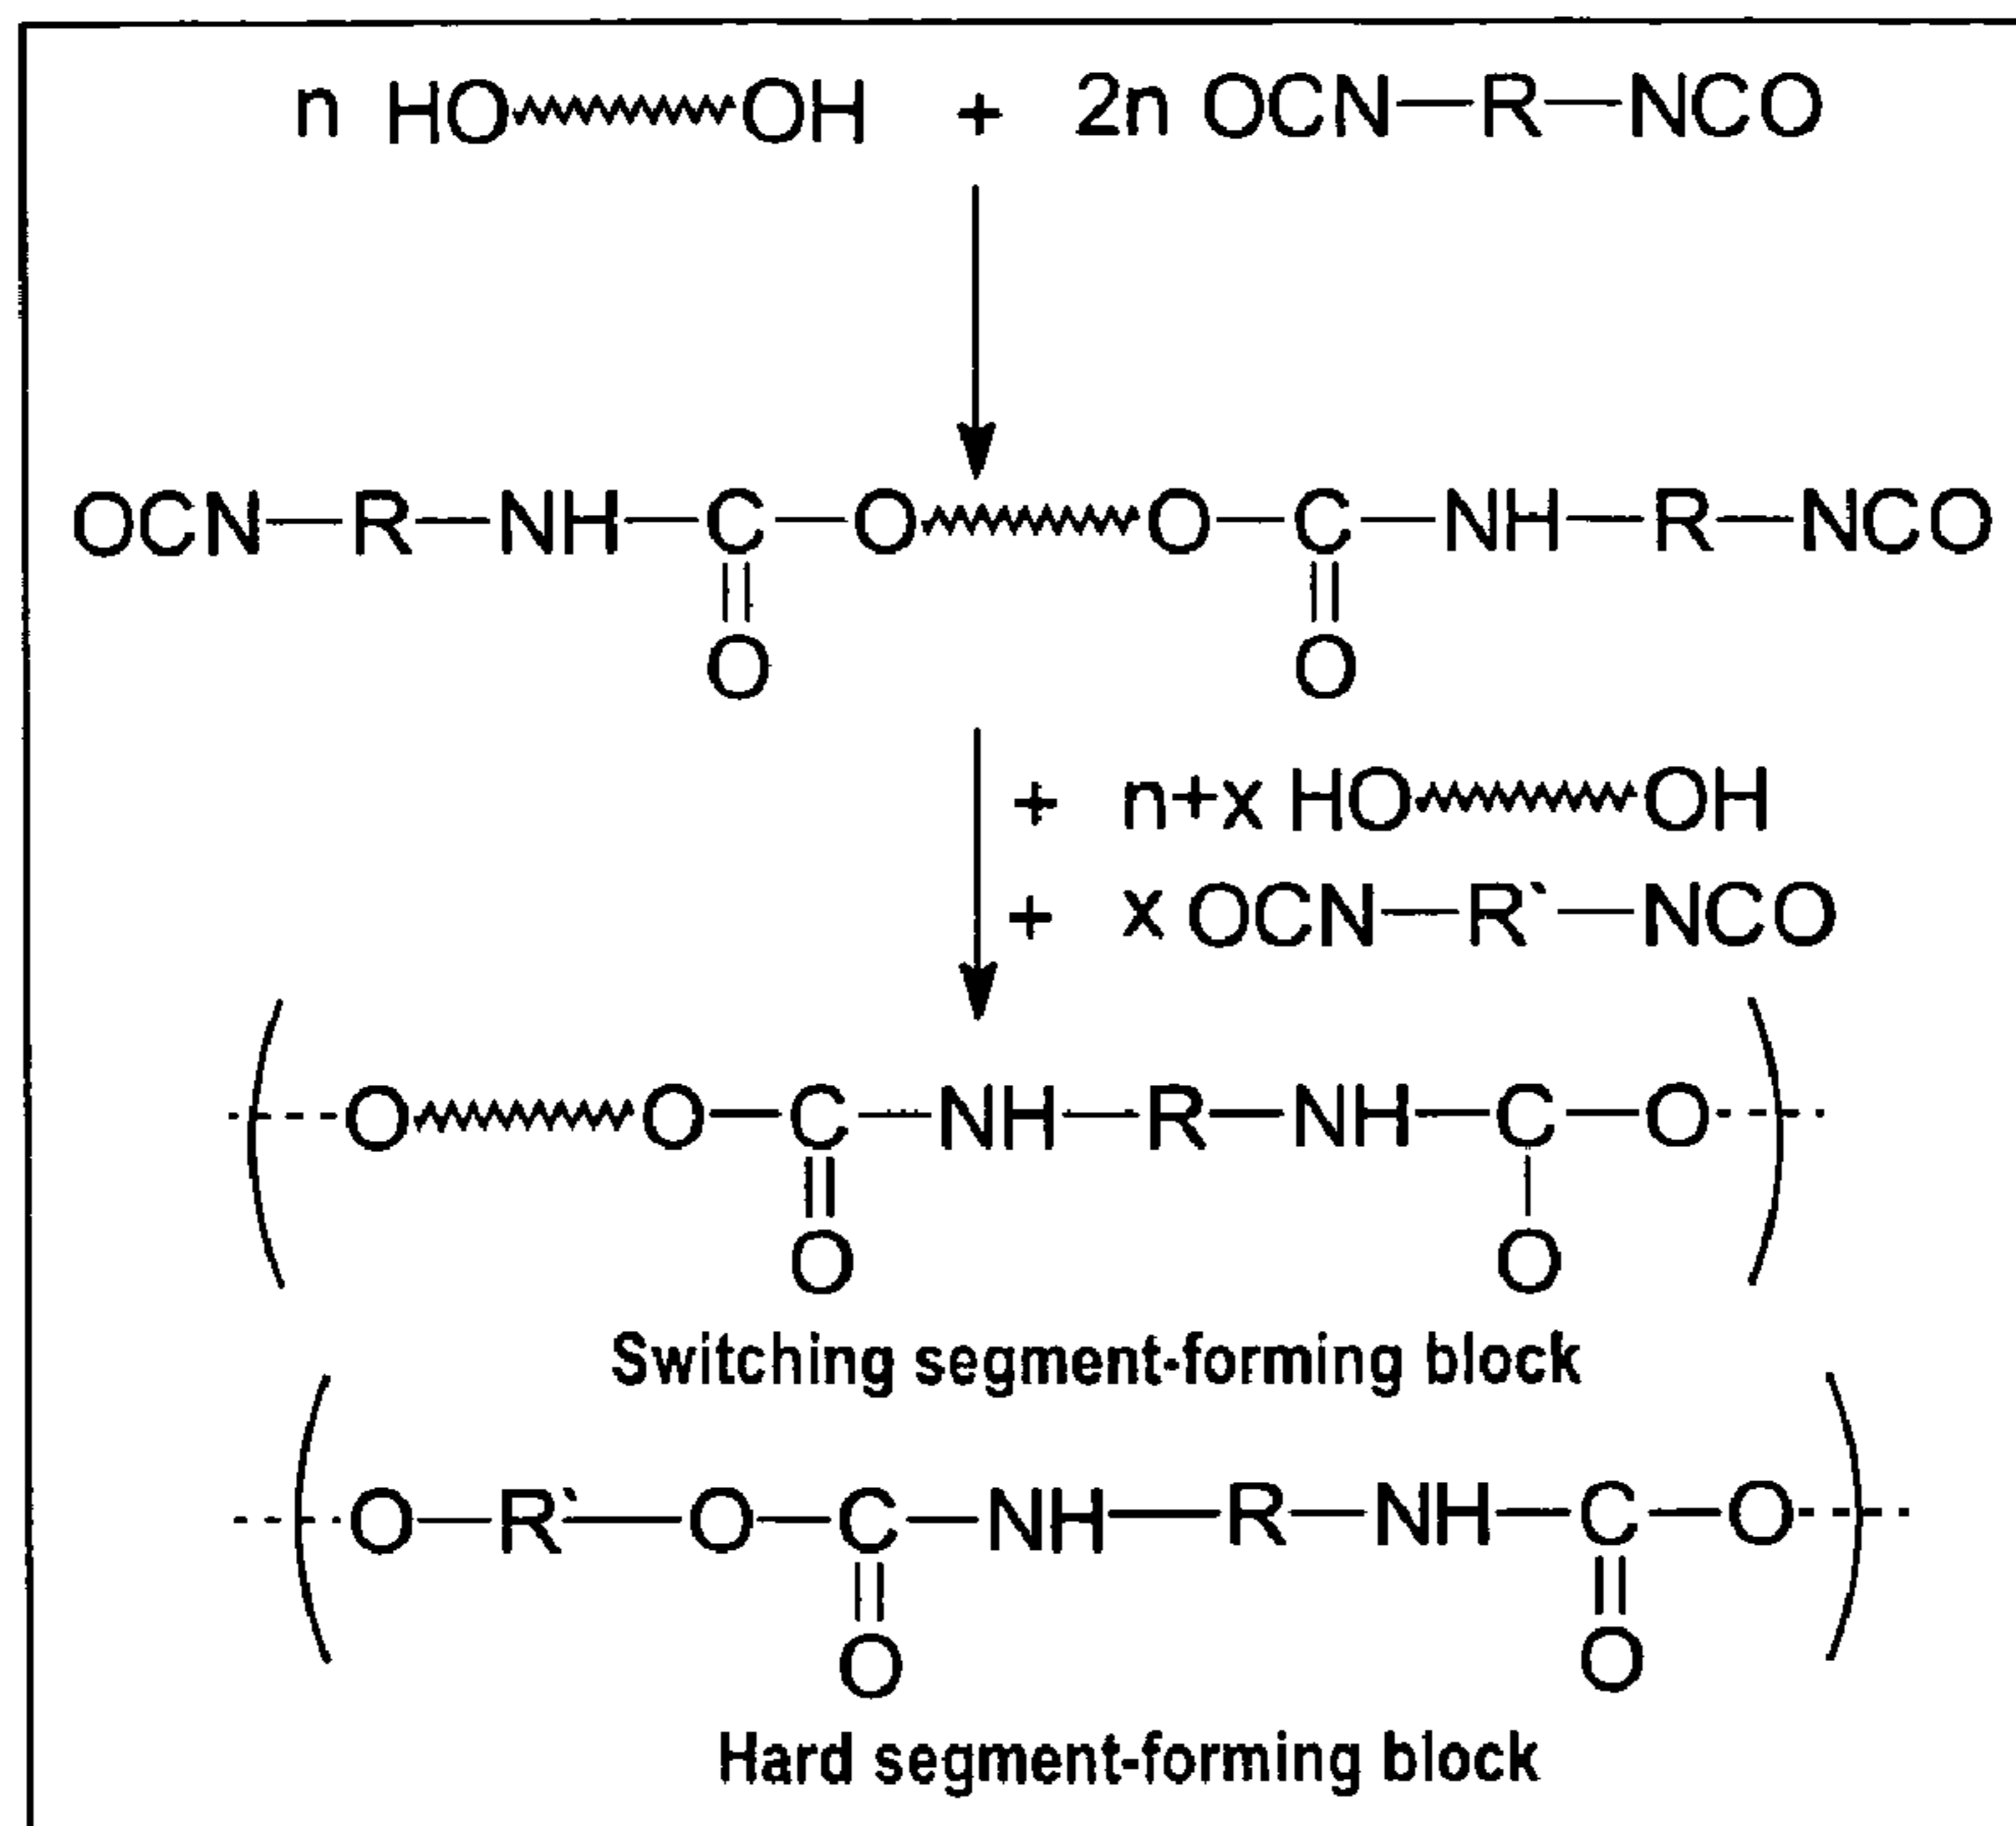 n HO OH + 2n OCN—R—NCO
OCN—R—NH—C—O O—C—NH—R—NCO
O O
+ n+x HO OH
+ x OCN—R`—NCO
O O—C—NH—R—NH—C—O
O O
Switching segment-forming block
O—R`—O—C—NH—R—NH—C—O
O O
Hard segment-forming block